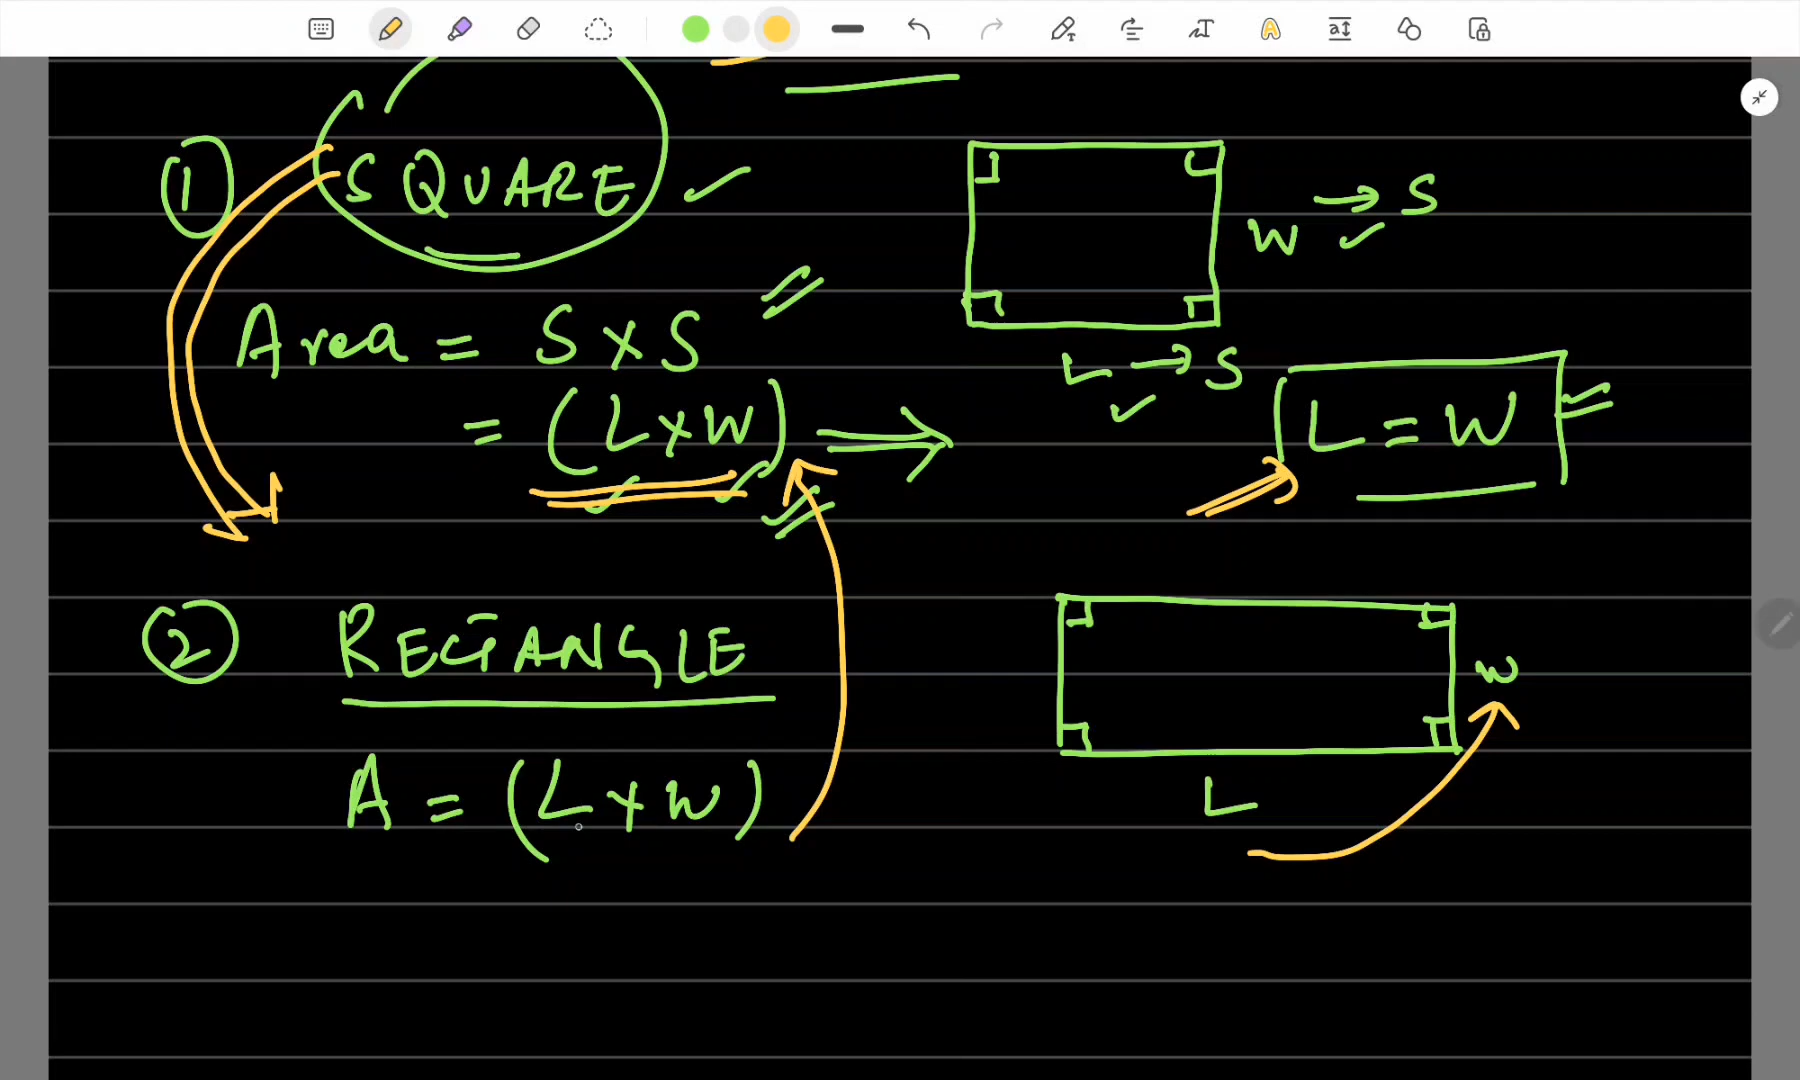 ① SQUARE
W → S
Area = S × S
L → S
= (L × W) ⇒ L = W
② RECTANGLE
W
A = (L × W)
L